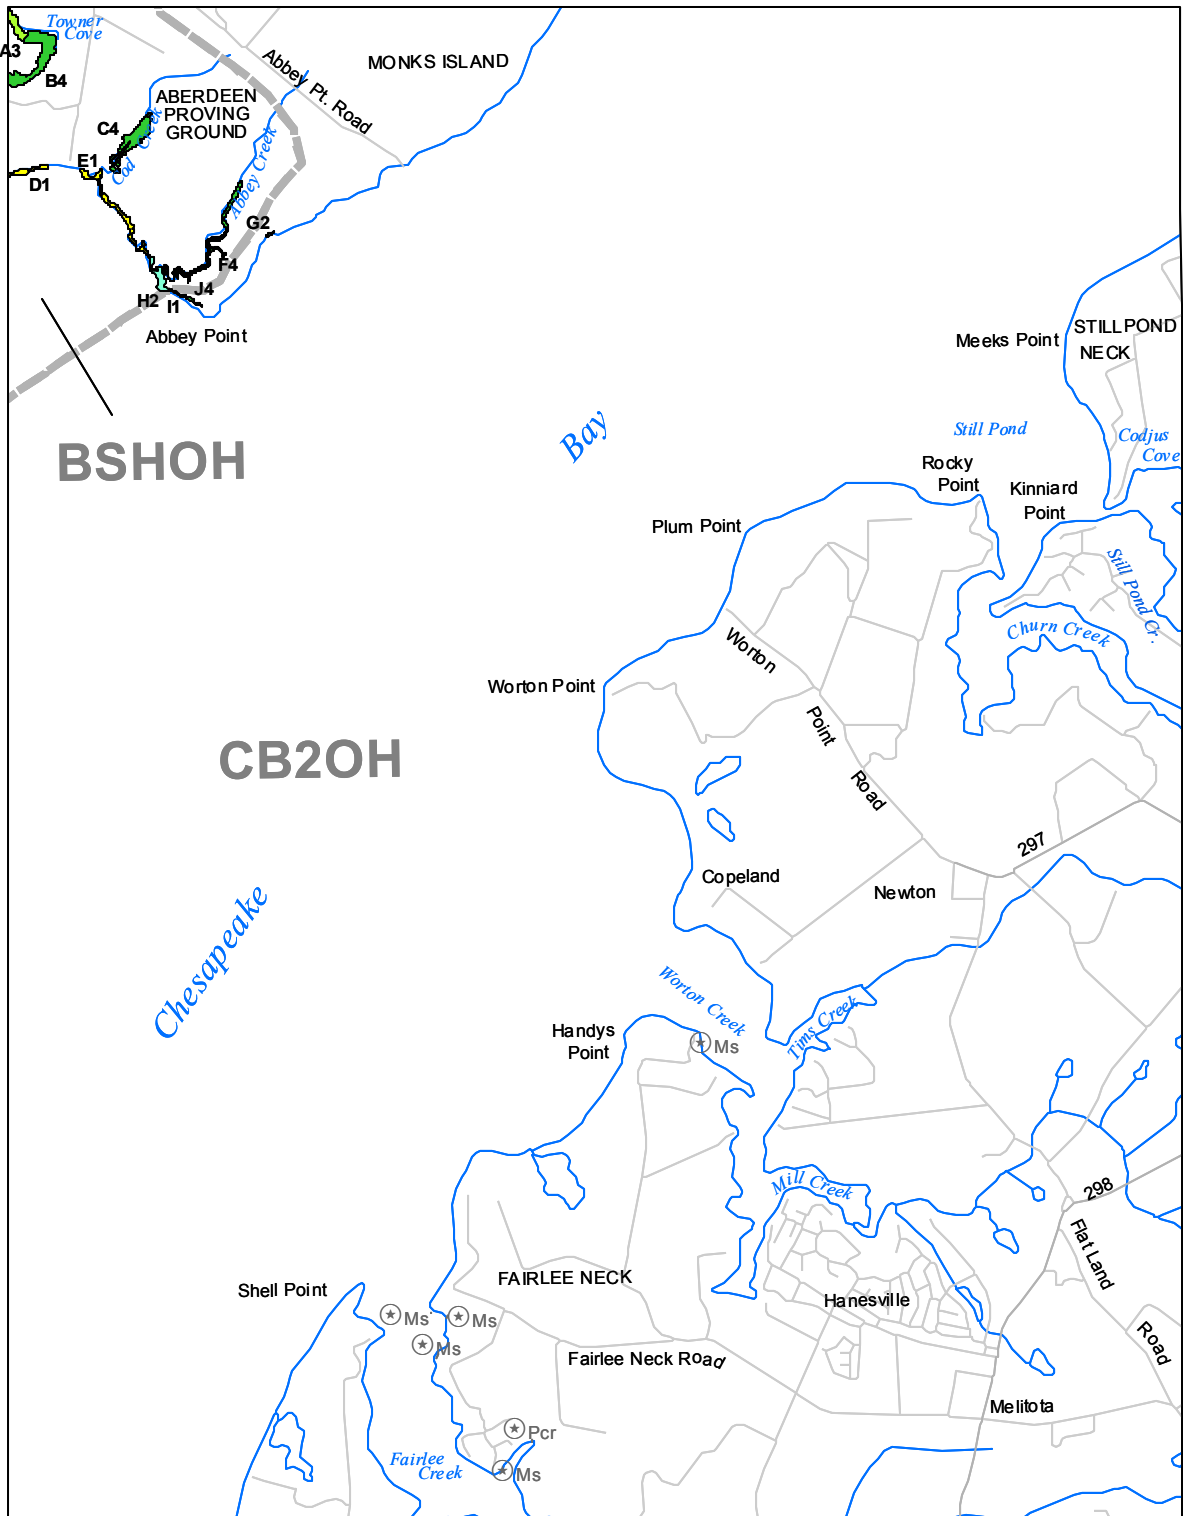 Towner
Cove
A3
B4
MONKS ISLAND
Abbey Pt. Road
ABERDEEN
PROVING
GROUND
C4
Cod Creek
E1
D1
Abbey Creek
G2
F4
J4
H2
I1
Abbey Point
BSHOH
Meeks Point
STILLPOND
NECK
Bay
Still Pond
Codjus
Cove
Rocky
Point
Kinniard
Point
Plum Point
Still Pond Cr.
Churn Creek
Worton Point
Worton
Point
Road
CB2OH
297
Copeland
Newton
Chesapeake
Worton Creek
Tims Creek
Handys
Point
Ms
Mill Creek
298
Flat Land
Road
FAIRLEE NECK
Shell Point
Hanesville
Ms
Ms
Ms
Fairlee Neck Road
Melitota
Pcr
Fairlee
Creek
Ms